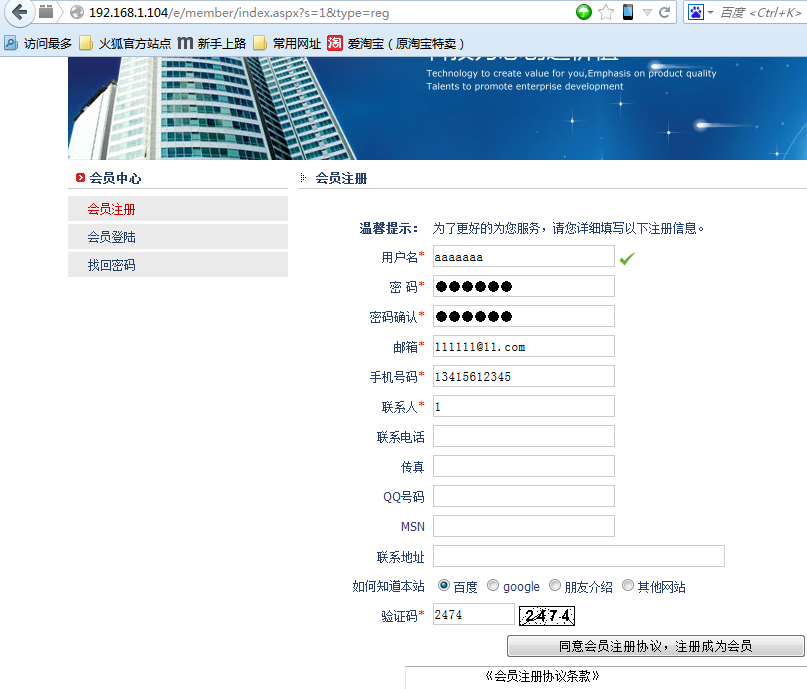 192.168.1.104/e/member/index.aspx?s=1&type=reg
百度 <Ctrl+K>
访问最多 火狐官方站点 新手上路 常用网址 淘 爱淘宝（原淘宝特卖）
Technology to create value for you,Emphasis on product quality
Talents to promote enterprise development
会员中心
会员注册
会员登陆
找回密码
会员注册
温馨提示： 为了更好的为您服务，请您详细填写以下注册信息。
用户名* aaaaaaa
密 码* ●●●●●●
密码确认* ●●●●●●
邮箱* 111111@11.com
手机号码* 13415612345
联系人* 1
联系电话
传真
QQ号码
MSN
联系地址
如何知道本站 百度 google 朋友介绍 其他网站
验证码* 2474 2474
同意会员注册协议，注册成为会员
《会员注册协议条款》